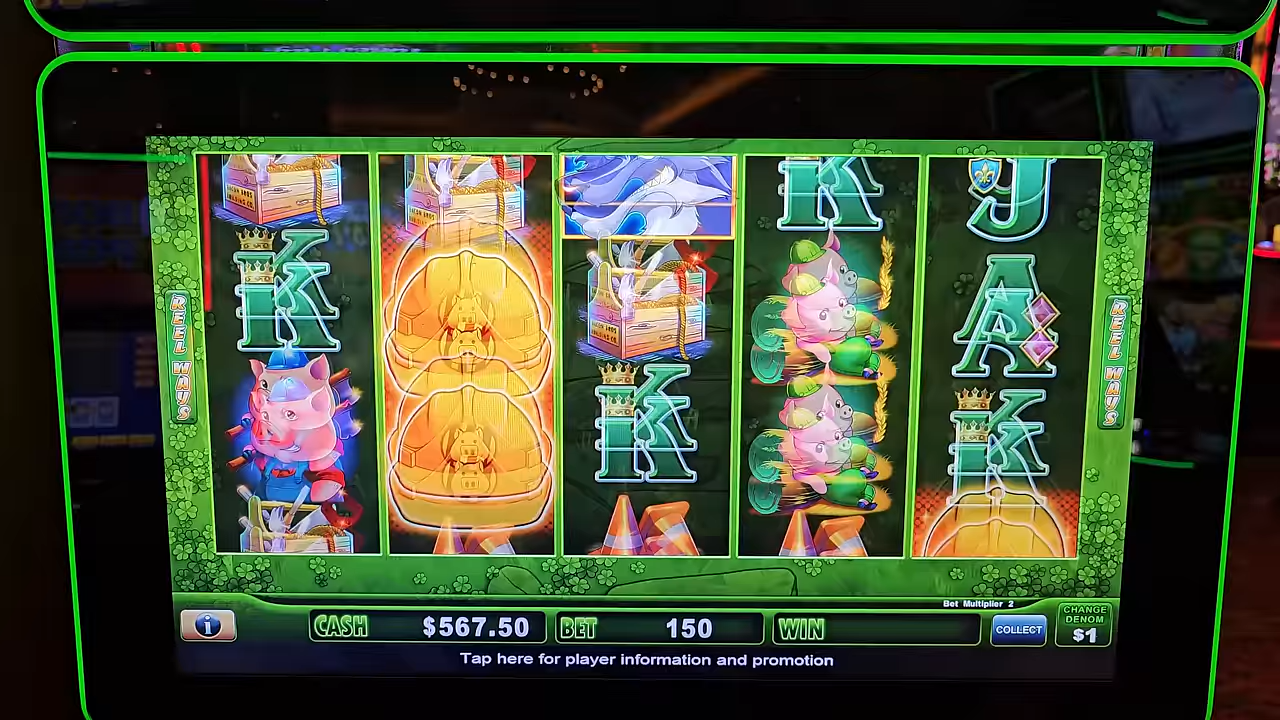 K
J
K
A
K
K
REEL WAYS
REEL WAYS
Bet Multiplier 2
CASH $567.50 BET 150 WIN COLLECT CHANGE DENOM $1
Tap here for player information and promotion